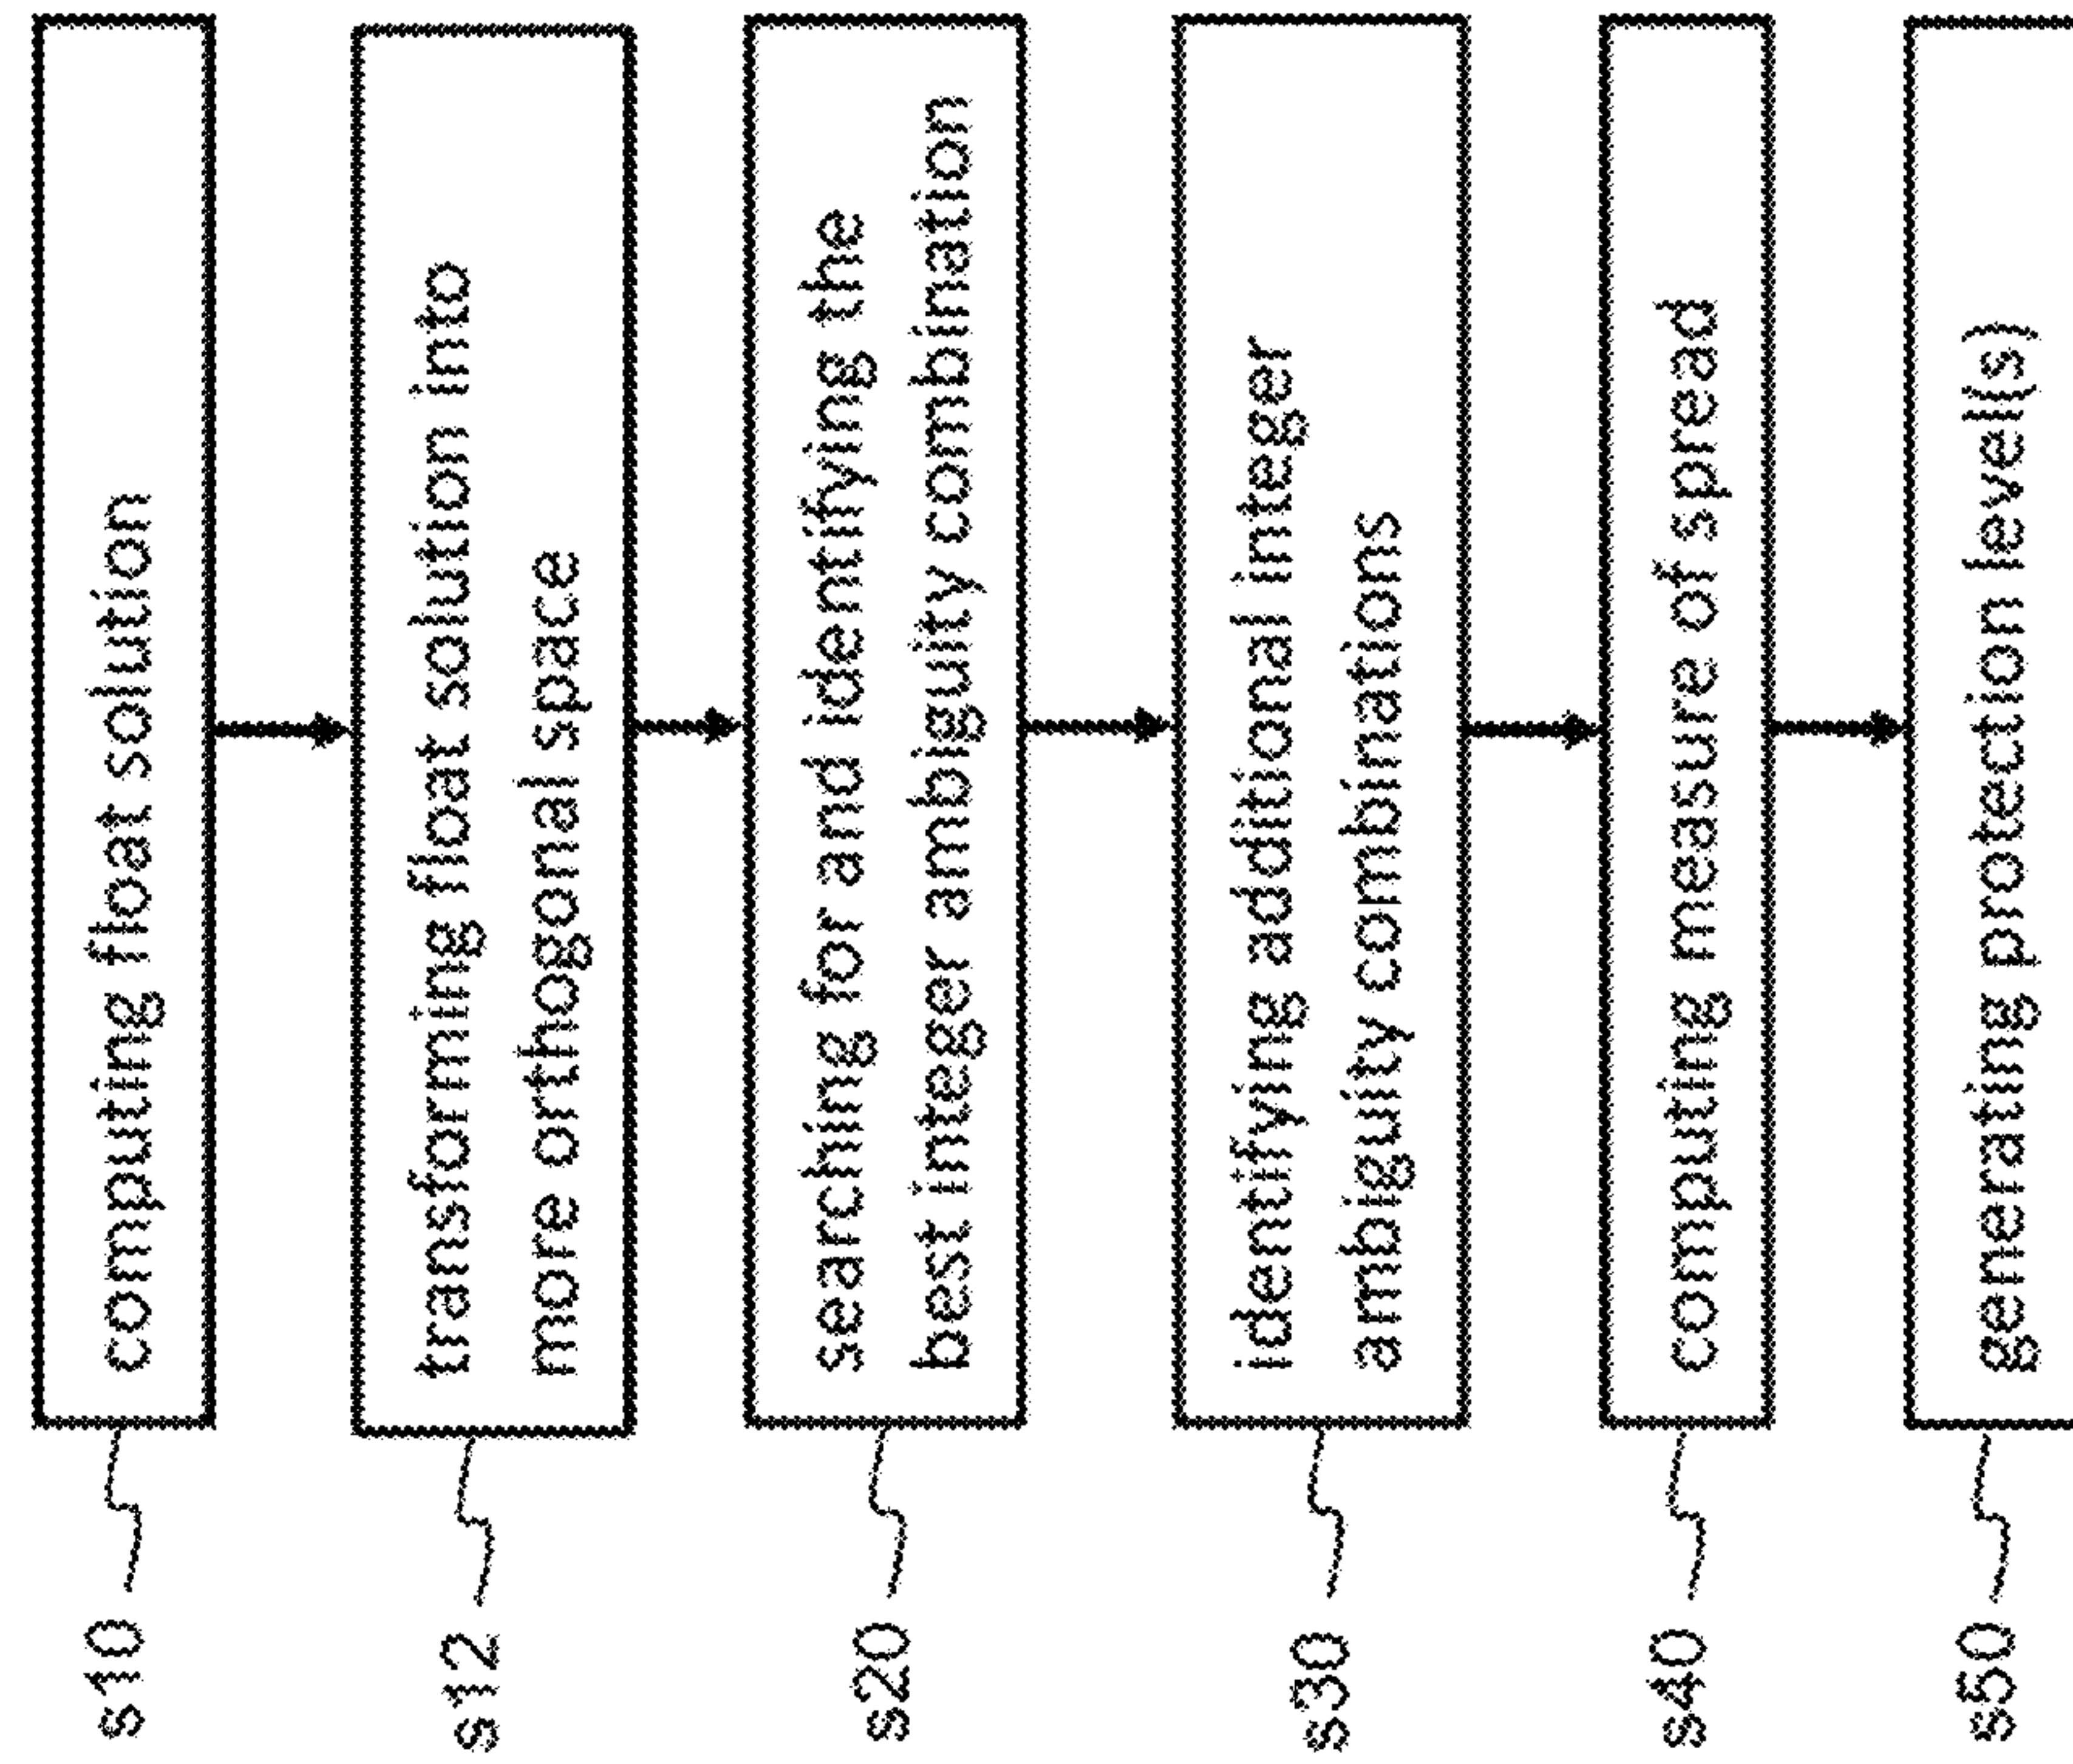 s10
computing float solution
s12
transforming float solution into
more orthogonal space
s20
searching for and identifying the
best integer ambiguity combination
s30
identifying additional integer
ambiguity combinations
s40
computing measure of spread
s50
generating protection level(s)